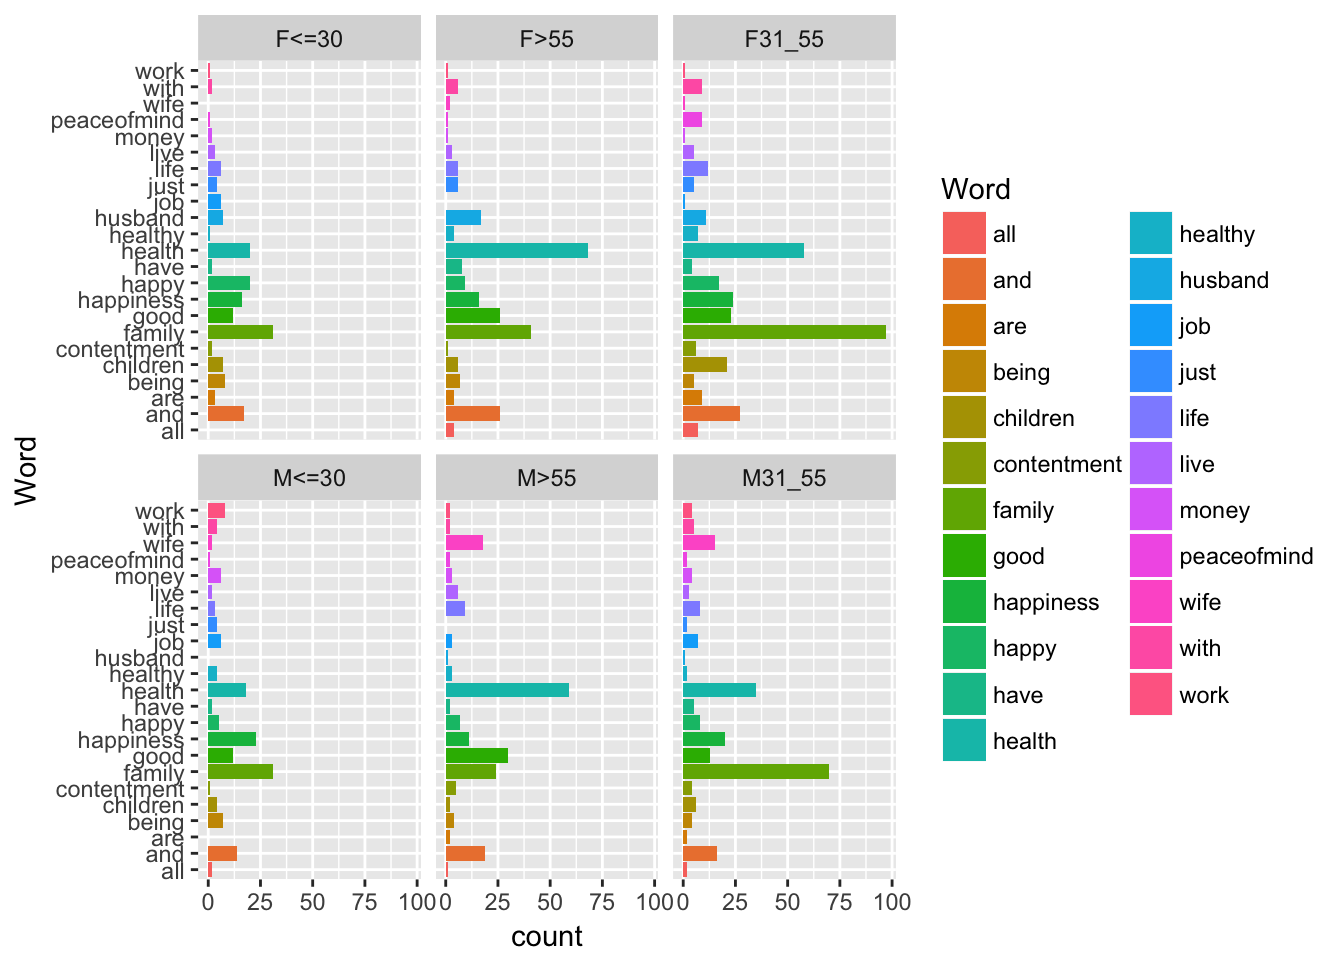 F<=30 F>55 F31_55
work
with
wife
peaceofmind
money
live
life
just
job
husband
healthy
health
have
happy
happiness
good
family
contentment
children
being
are
and
all
M<=30 M>55 M31_55
work
with
wife
peaceofmind
money
live
life
just
job
husband
healthy
health
have
happy
happiness
good
family
contentment
children
being
are
and
all
0 25 50 75 100 0 25 50 75 100 0 25 50 75 100
count
Word
Word
all
and
are
being
children
contentment
family
good
happiness
happy
have
health
healthy
husband
job
just
life
live
money
peaceofmind
wife
with
work